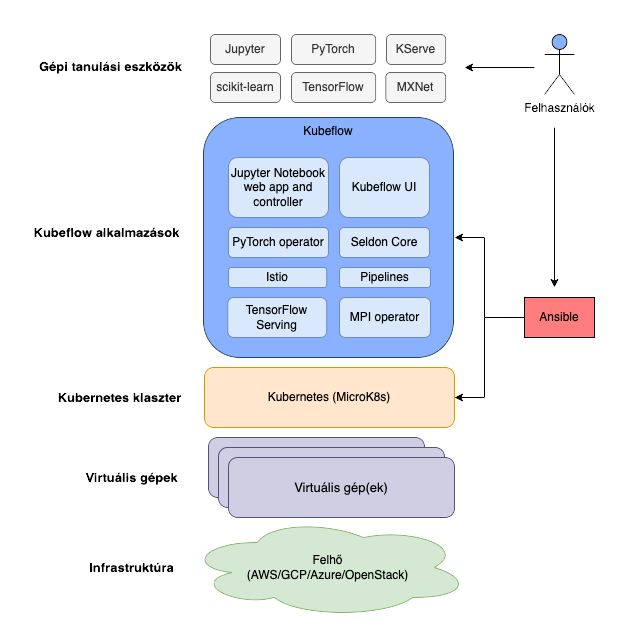 Gépi tanulási eszközök
Jupyter
PyTorch
KServe
scikit-learn
TensorFlow
MXNet
Felhasználók
Kubeflow alkalmazások
Kubeflow
Jupyter Notebook
web app and
controller
Kubeflow UI
PyTorch operator
Seldon Core
Istio
Pipelines
TensorFlow
Serving
MPI operator
Ansible
Kubernetes klaszter
Kubernetes (MicroK8s)
Virtuális gépek
Virtuális gép(ek)
Infrastruktúra
Felhő
(AWS/GCP/Azure/OpenStack)